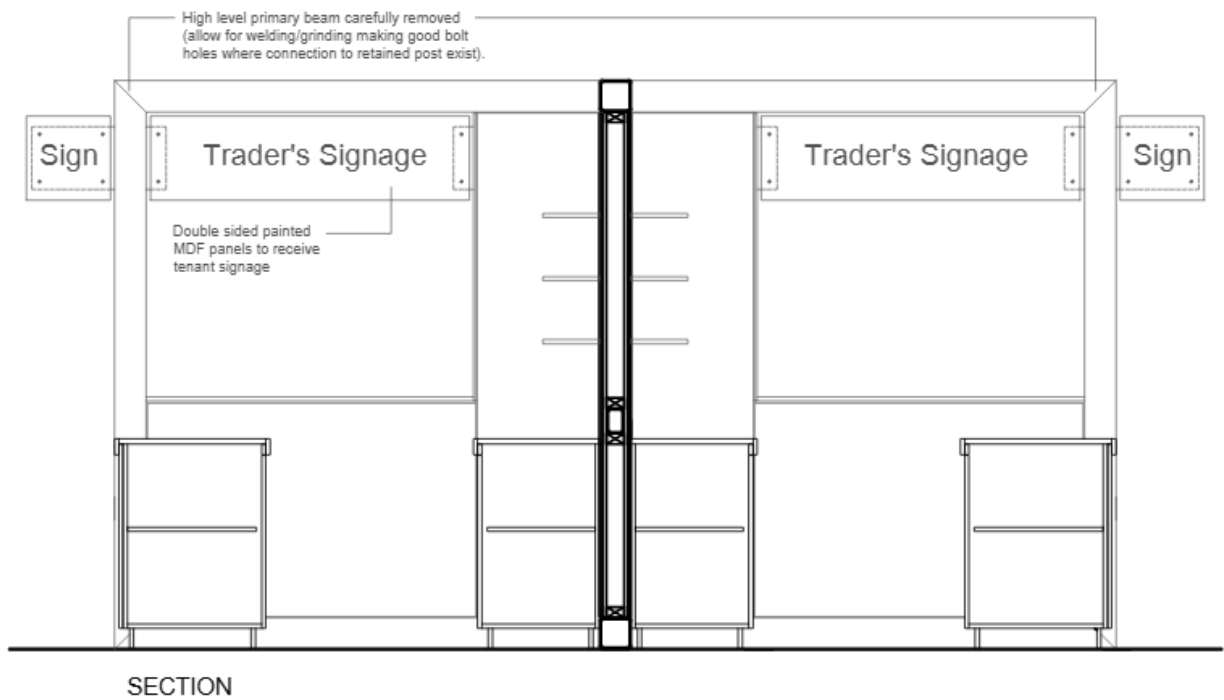 High level primary beam carefully removed
(allow for welding/grinding making good bolt
holes where connection to retained post exist).
Sign
Trader's Signage
Trader's Signage
Sign
Double sided painted
MDF panels to receive
tenant signage
SECTION